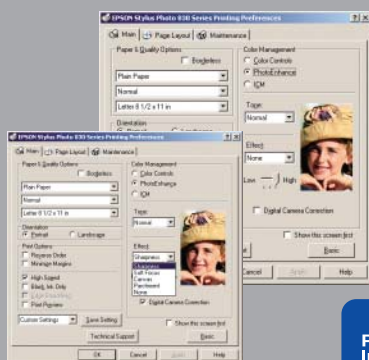 EPSON Stylus Photo 830 Series Printing Preferences
Main
Page Layout
Maintenance
Paper & Quality Options
Borderless
Plain Paper
Normal
Letter 8 1/2 x 11 in
Orientation
Color Management
Color Controls
PhotoEnhance
ICM
Tone:
Normal
Effect:
None
Low
High
Digital Camera Correction
Show this screen first
Basic
Cancel
Apply
Help
EPSON Stylus Photo 830 Series Printing Preferences
Main
Page Layout
Maintenance
Paper & Quality Options
Borderless
Plain Paper
Normal
Letter 8 1/2 x 11 in
Orientation
Portrait
Landscape
Print Options
Reverse Order
Minimize Margins
High Speed
Black Ink Only
Edge Smoothing
Print Preview
Custom Settings
Save Setting
Technical Support
Color Management
Color Controls
PhotoEnhance
ICM
Tone:
Normal
Effect:
Sharpness
Sharpness
Soft Focus
Canvas
Parchment
None
Digital Camera Correction
Show this screen first
Basic
OK
Cancel
Apply
Help